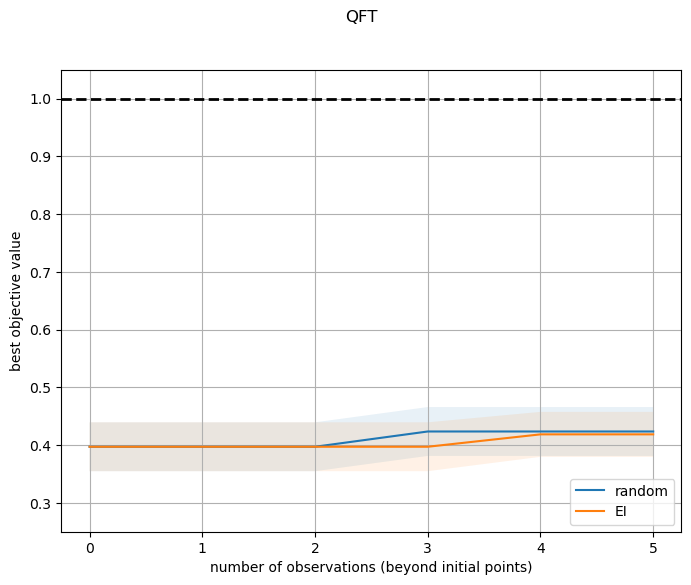 QFT
best objective value
1.0
0.9
0.8
0.7
0.6
0.5
0.4
0.3
random
EI
0 1 2 3 4 5
number of observations (beyond initial points)